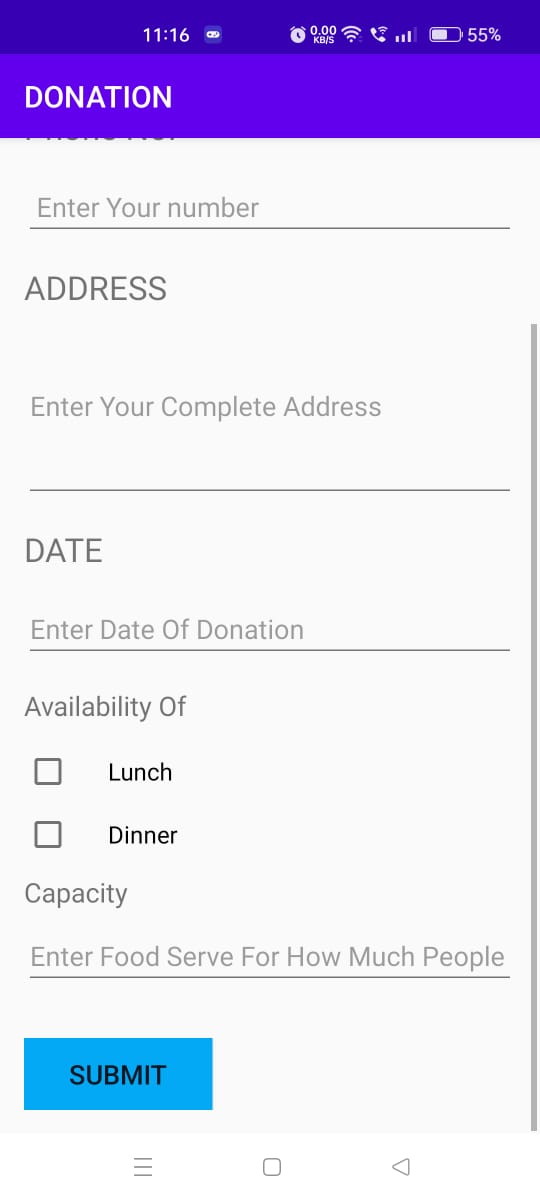 11:16 0.00 KB/S 55%
DONATION
Enter Your number
ADDRESS
Enter Your Complete Address
DATE
Enter Date Of Donation
Availability Of
Lunch
Dinner
Capacity
Enter Food Serve For How Much People
SUBMIT